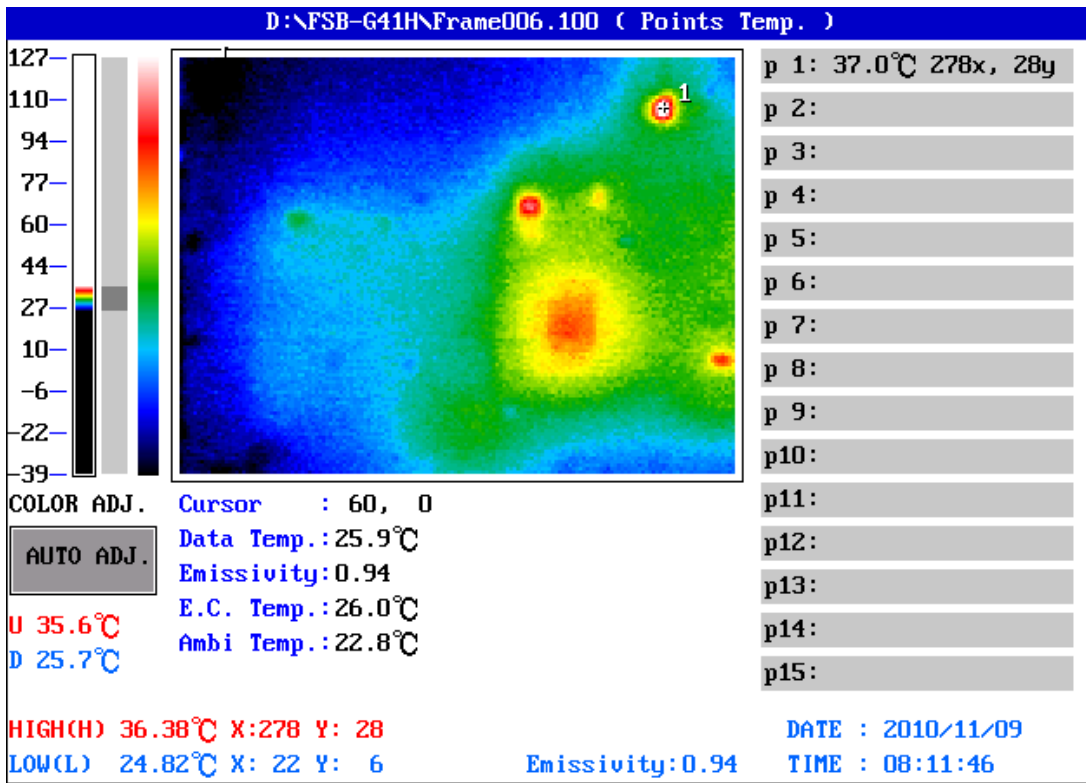 D:\FSB-G41H\Frame006.100 ( Points Temp. )
127
110
94
77
60
44
27
10
-6
-22
-39
1
p 1: 37.0℃ 278x, 28y
p 2:
p 3:
p 4:
p 5:
p 6:
p 7:
p 8:
p 9:
p10:
p11:
p12:
p13:
p14:
p15:
COLOR ADJ.
AUTO ADJ.
U 35.6℃
D 25.7℃
Cursor : 60, 0
Data Temp.:25.9℃
Emissivity:0.94
E.C. Temp.:26.0℃
Ambi Temp.:22.8℃
HIGH(H) 36.38℃ X:278 Y: 28
LOW(L) 24.82℃ X: 22 Y: 6
Emissivity:0.94
DATE : 2010/11/09
TIME : 08:11:46